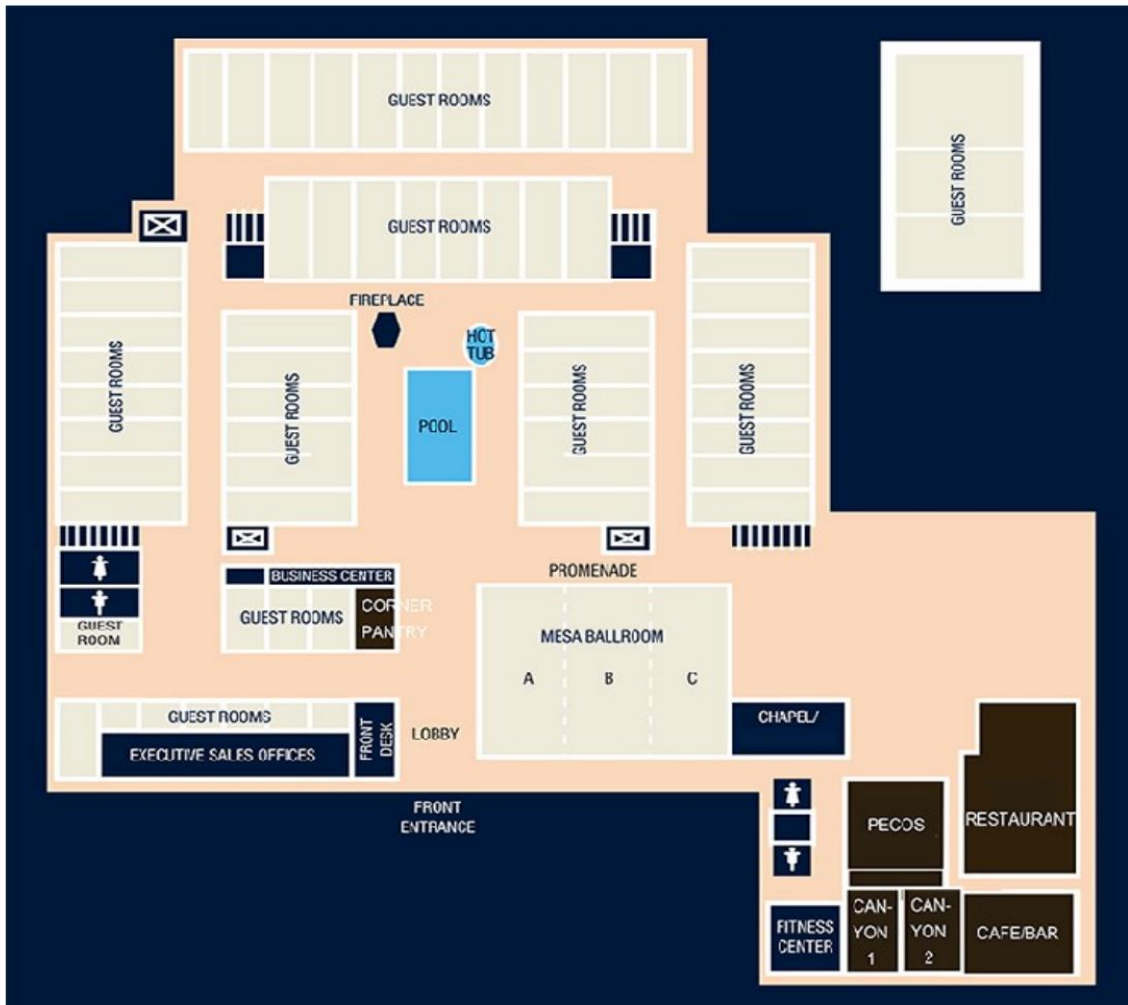 GUEST ROOMS
GUEST ROOMS
GUEST ROOMS
FIREPLACE
HOT
TUB
GUEST ROOMS
GUEST ROOMS
POOL
GUEST ROOMS
GUEST ROOMS
PROMENADE
BUSINESS CENTER
GUEST ROOMS
CORNER
PANTRY
GUEST
ROOM
MESA BALLROOM
A B C
GUEST ROOMS
EXECUTIVE SALES OFFICES
FRONT
DESK
LOBBY
CHAPEL/
FRONT
ENTRANCE
PECOS
RESTAURANT
FITNESS
CENTER
CAN-
YON
1
CAN-
YON
2
CAFE/BAR